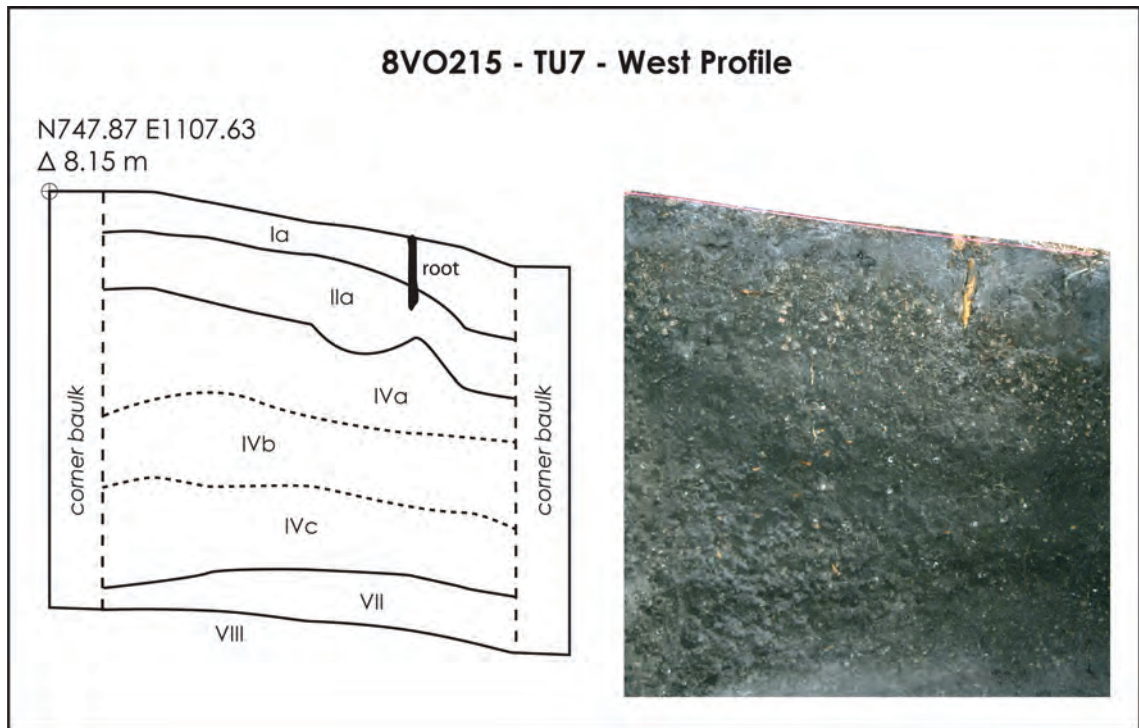 8VO215 - TU7 - West Profile
N747.87 E1107.63
Δ 8.15 m
Ia
root
IIa
IVa
IVb
IVc
VII
VIII
corner baulk
corner baulk